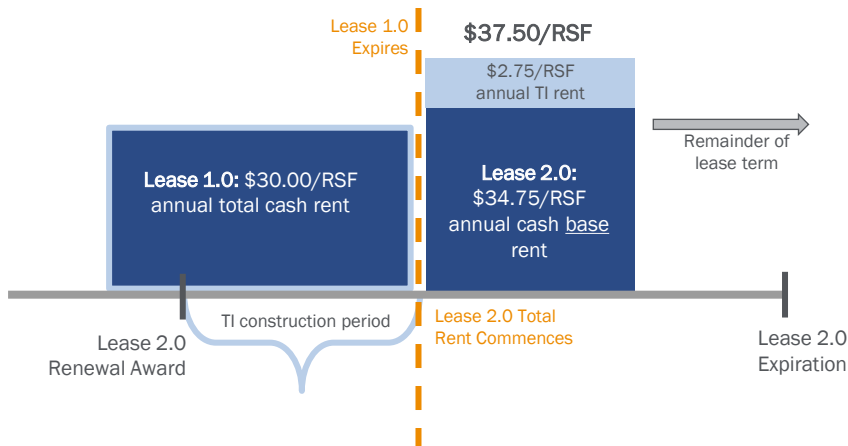 Lease 1.0
Expires
$37.50/RSF
$2.75/RSF
annual TI rent
Lease 1.0: $30.00/RSF
annual total cash rent
Lease 2.0:
$34.75/RSF
annual cash base
rent
Remainder of
lease term
TI construction period
Lease 2.0
Renewal Award
Lease 2.0 Total
Rent Commences
Lease 2.0
Expiration